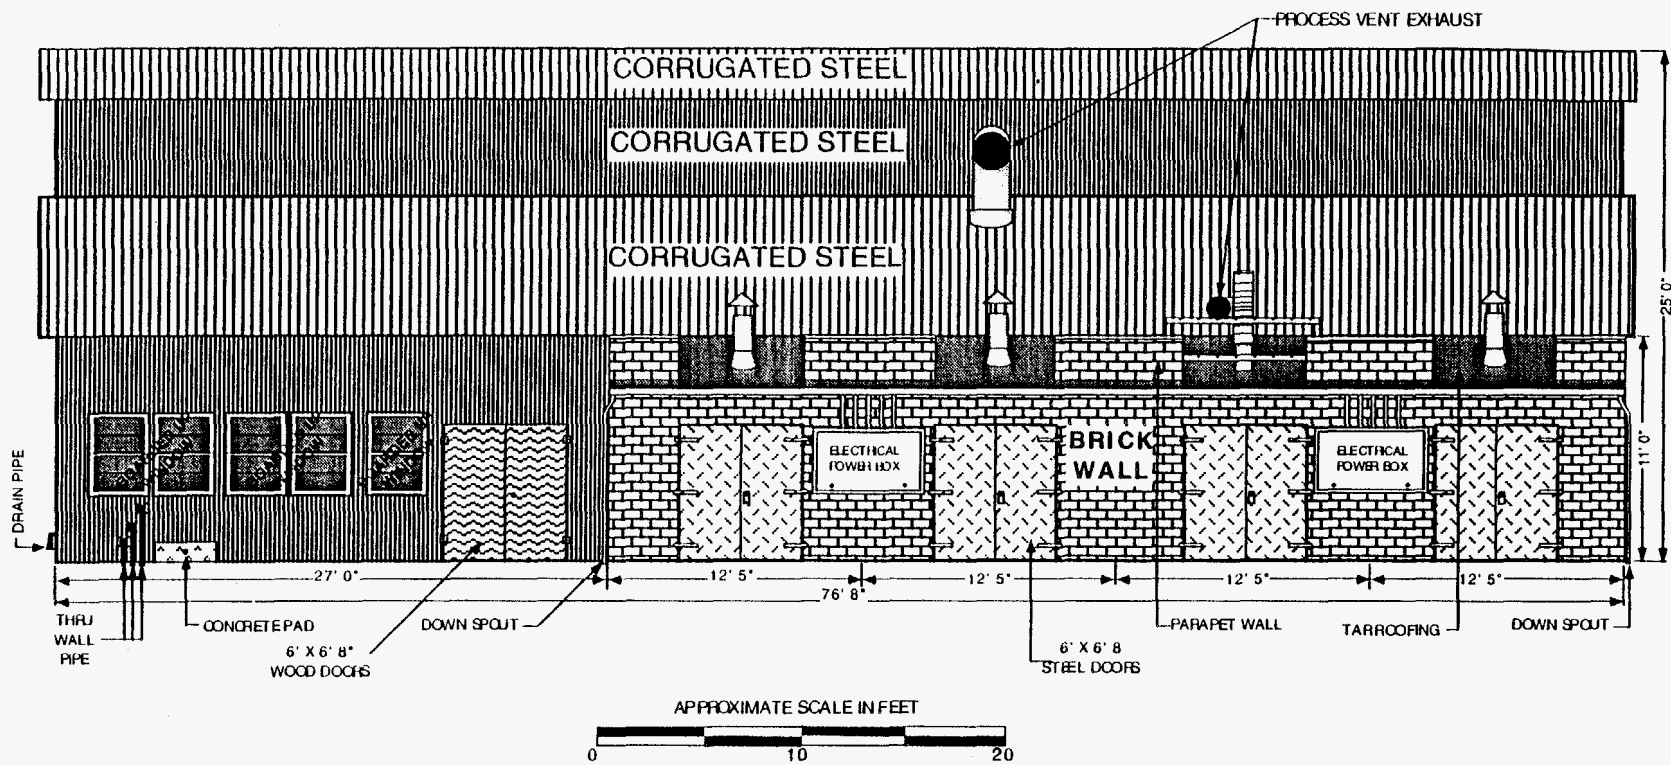 PROCESS VENT EXHAUST
CORRUGATED STEEL
CORRUGATED STEEL
CORRUGATED STEEL
25' 0"
11' 0"
BRICK
WALL
ELECTRICAL
POWER BOX
ELECTRICAL
POWER BOX
DRAIN PIPE
27' 0"
12' 5"
12' 5"
12' 5"
12' 5"
76' 8"
THRU
WALL
PIPE
CONCRETE PAD
6' X 6' 8"
WOOD DOORS
DOWN SPOUT
6' X 6' 8
STEEL DOORS
PARAPET WALL
TAR ROOFING
DOWN SPOUT
APPROXIMATE SCALE IN FEET
0 10 20